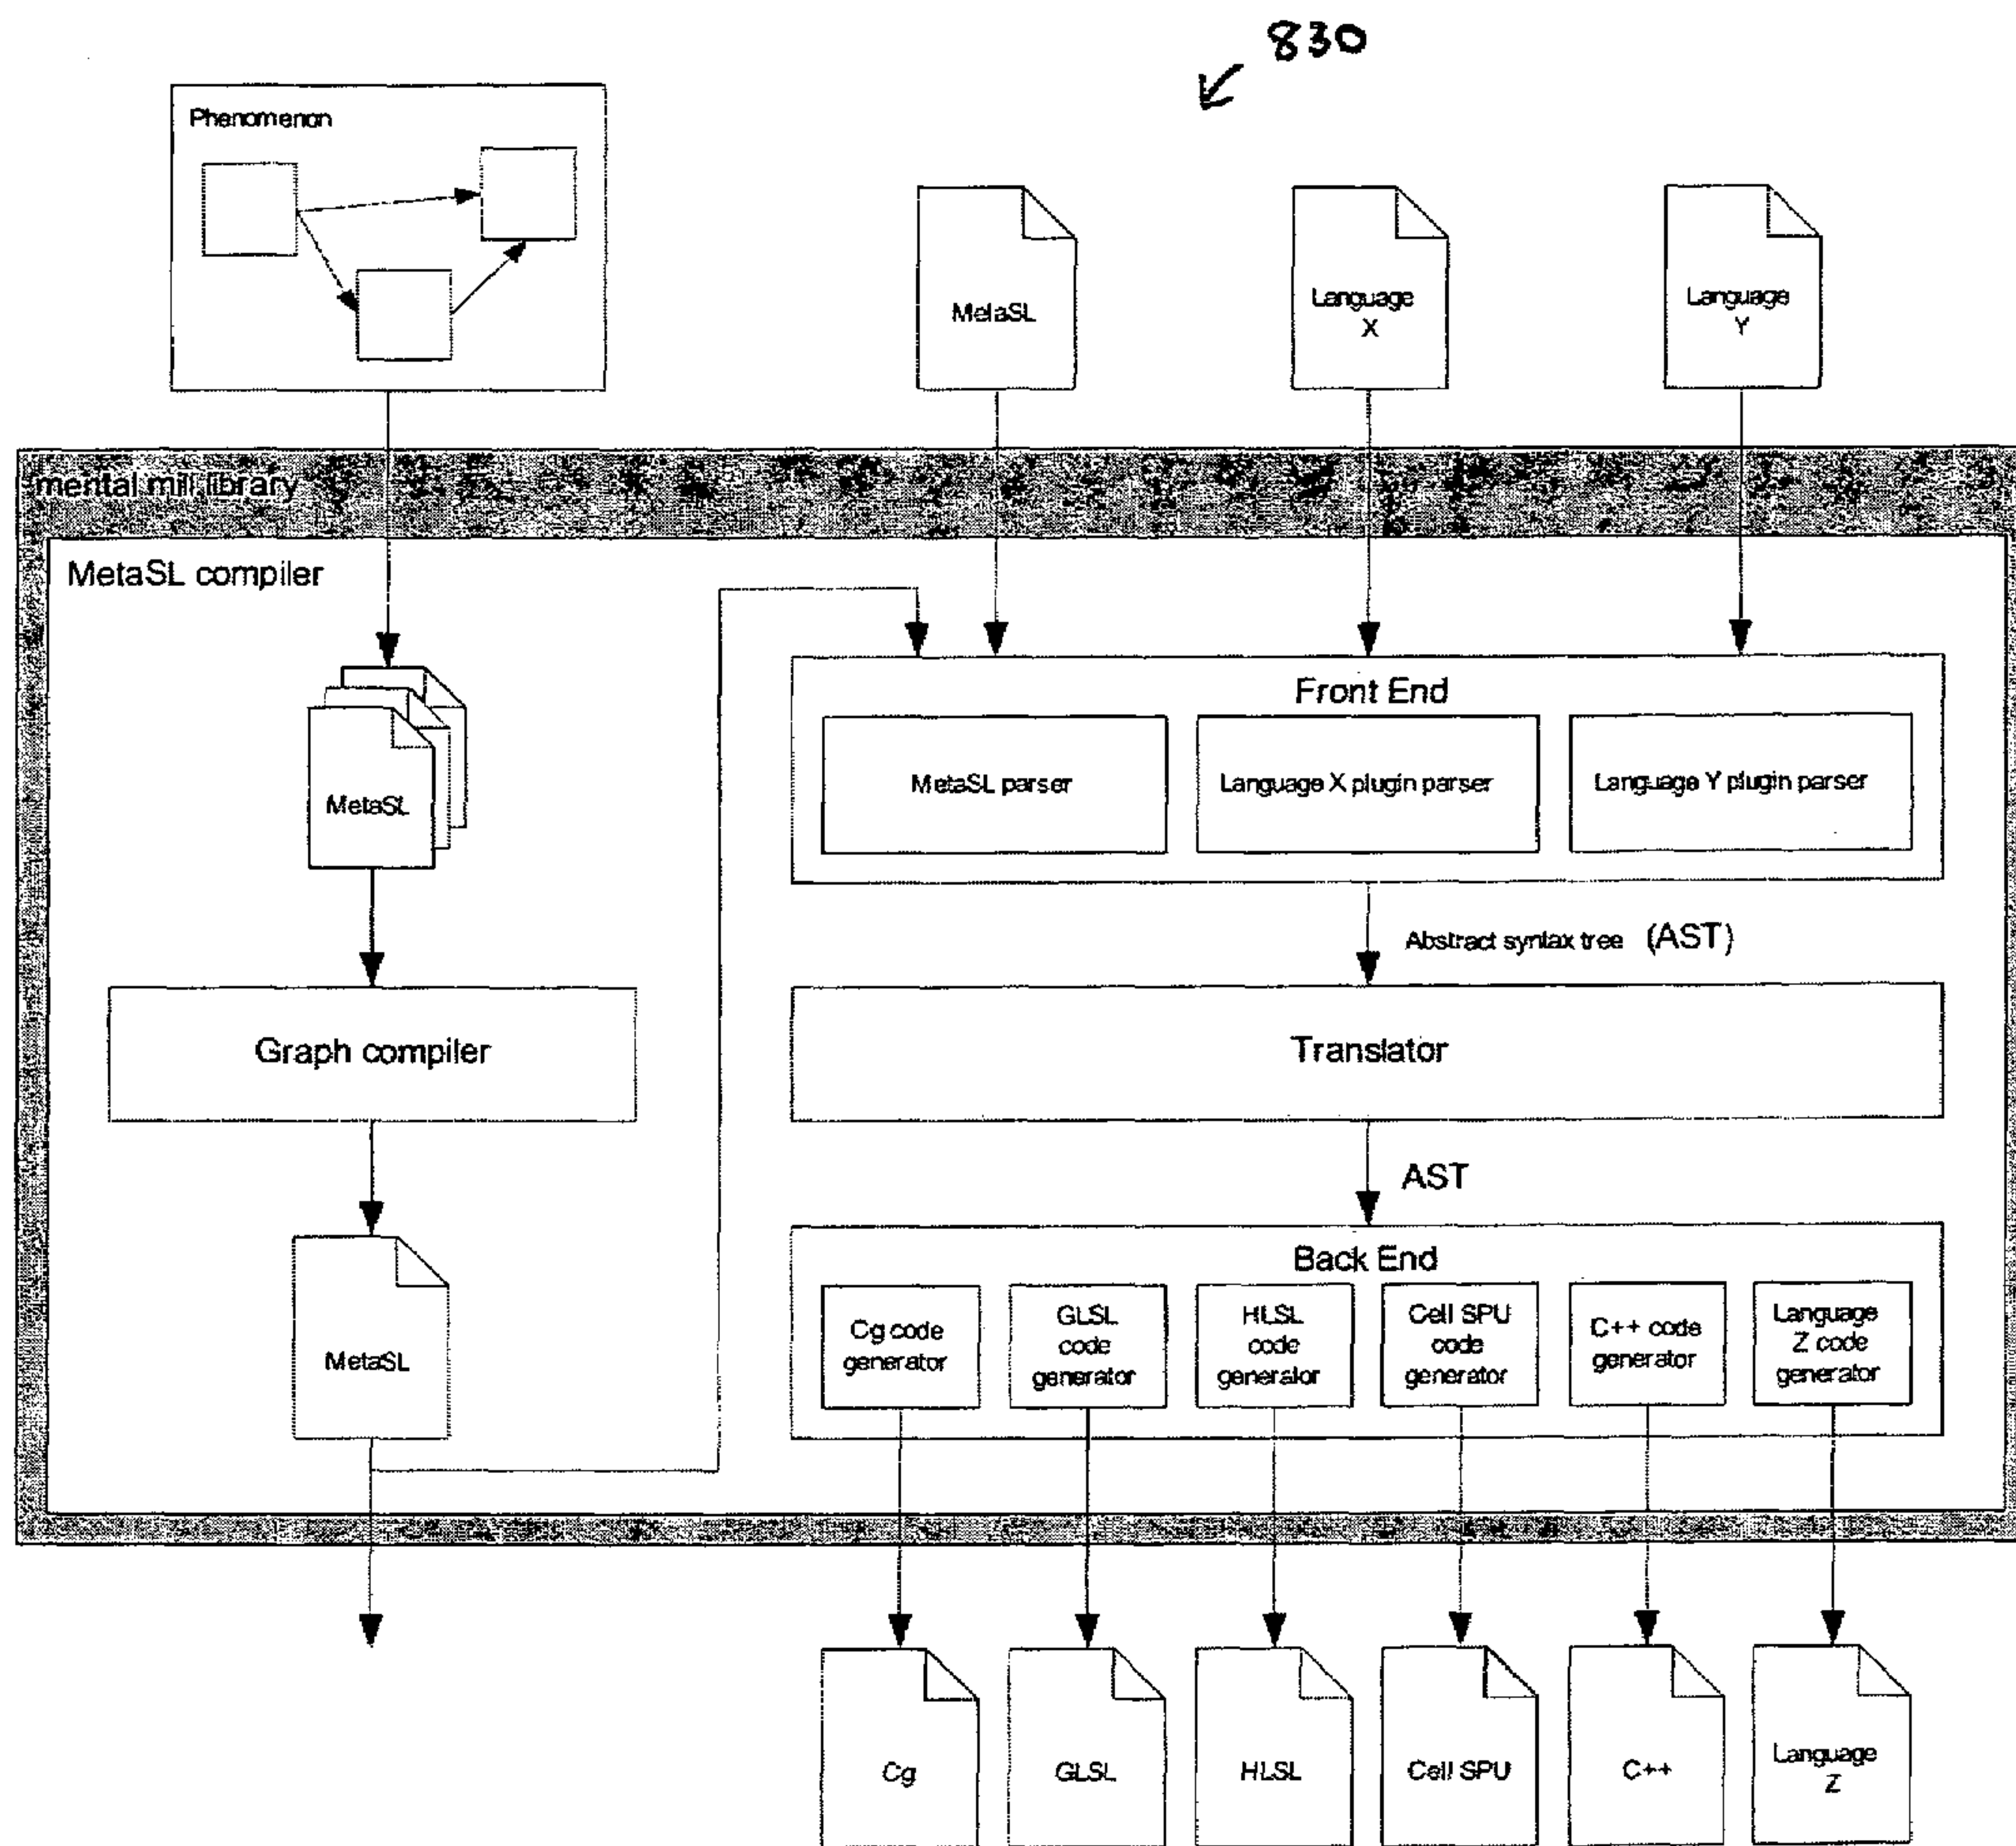 830
Phenomenon
MetaSL
Language
X
Language
Y
mental mill library
MetaSL compiler
Front End
MetaSL parser
Language X plugin parser
Language Y plugin parser
MetaSL
Abstract syntax tree (AST)
Graph compiler
Translator
AST
Back End
MetaSL
Cg code
generator
GLSL
code
generator
HLSL
code
generator
Cell SPU
code
generator
C++ code
generator
Language
Z code
generator
Cg
GLSL
HLSL
Cell SPU
C++
Language
Z